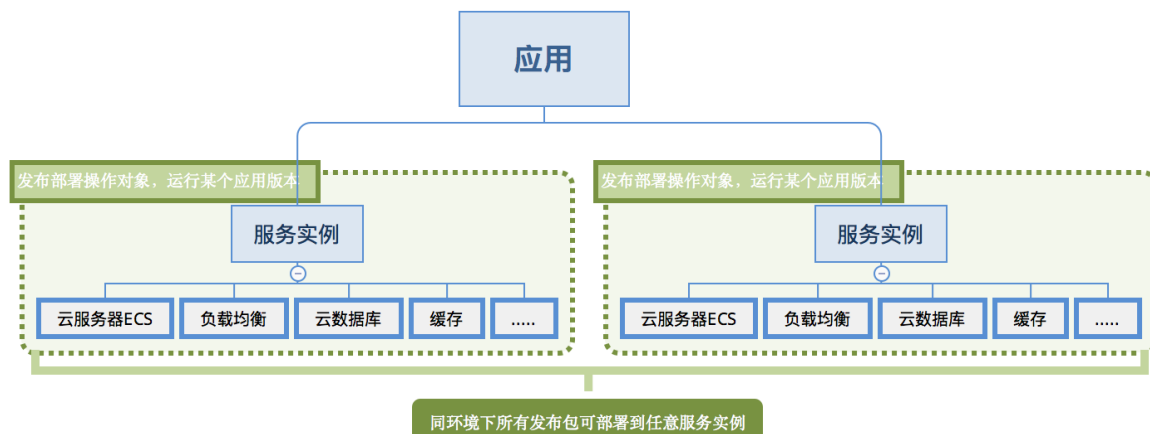 应用
发布部署操作对象，运行某个应用版本
发布部署操作对象，运行某个应用版本
服务实例
服务实例
云服务器ECS
负载均衡
云数据库
缓存
.....
云服务器ECS
负载均衡
云数据库
缓存
.....
同环境下所有发布包可部署到任意服务实例